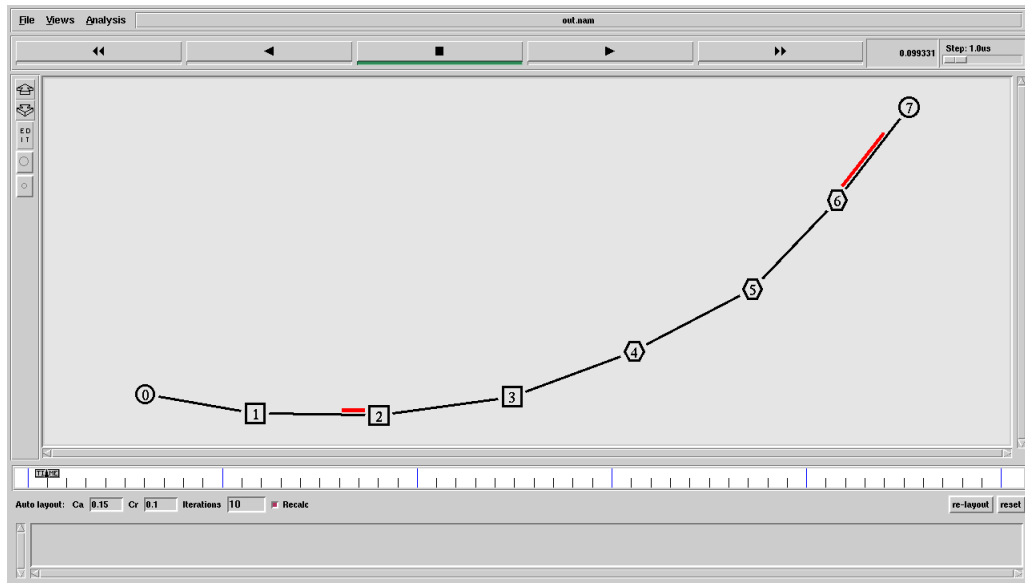 File Views Analysis out.nam
0.099331 Step: 1.0us
ED
IT
7
6
5
4
3
0
1 2
TIME
Auto layout: Ca 0.15 Cr 0.1 Iterations 10 Recalc re-layout reset